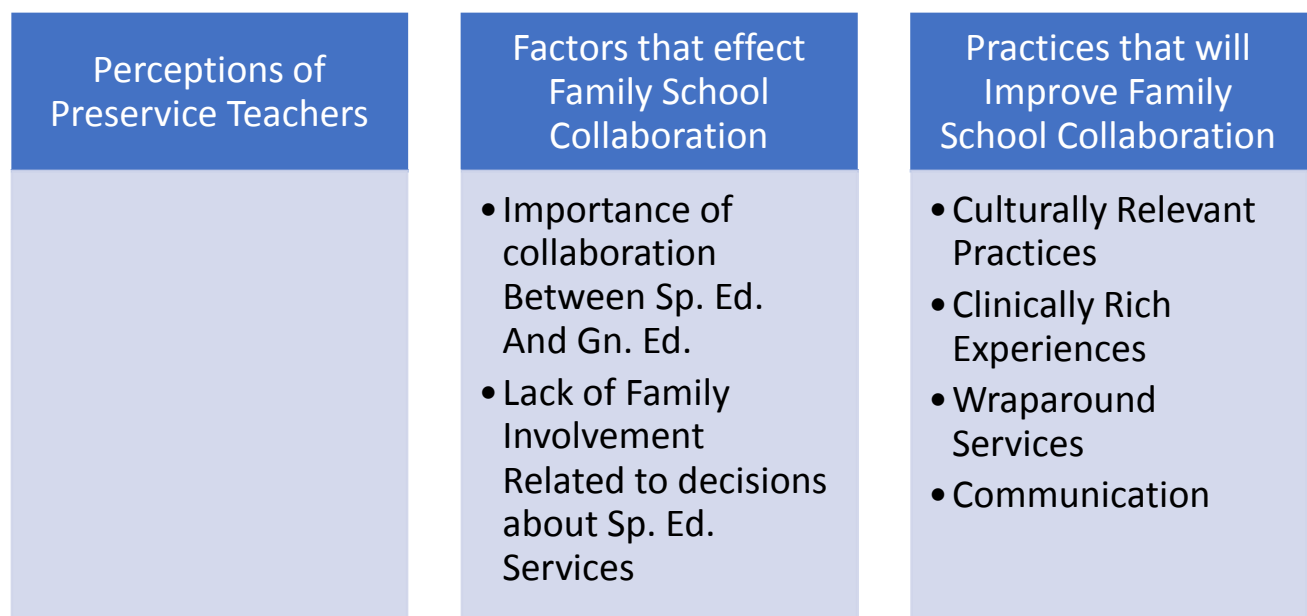 Perceptions of
Preservice Teachers
Factors that effect
Family School
Collaboration
• Importance of
collaboration
Between Sp. Ed.
And Gn. Ed.
• Lack of Family
Involvement
Related to decisions
about Sp. Ed.
Services
Practices that will
Improve Family
School Collaboration
• Culturally Relevant
Practices
• Clinically Rich
Experiences
• Wraparound
Services
• Communication